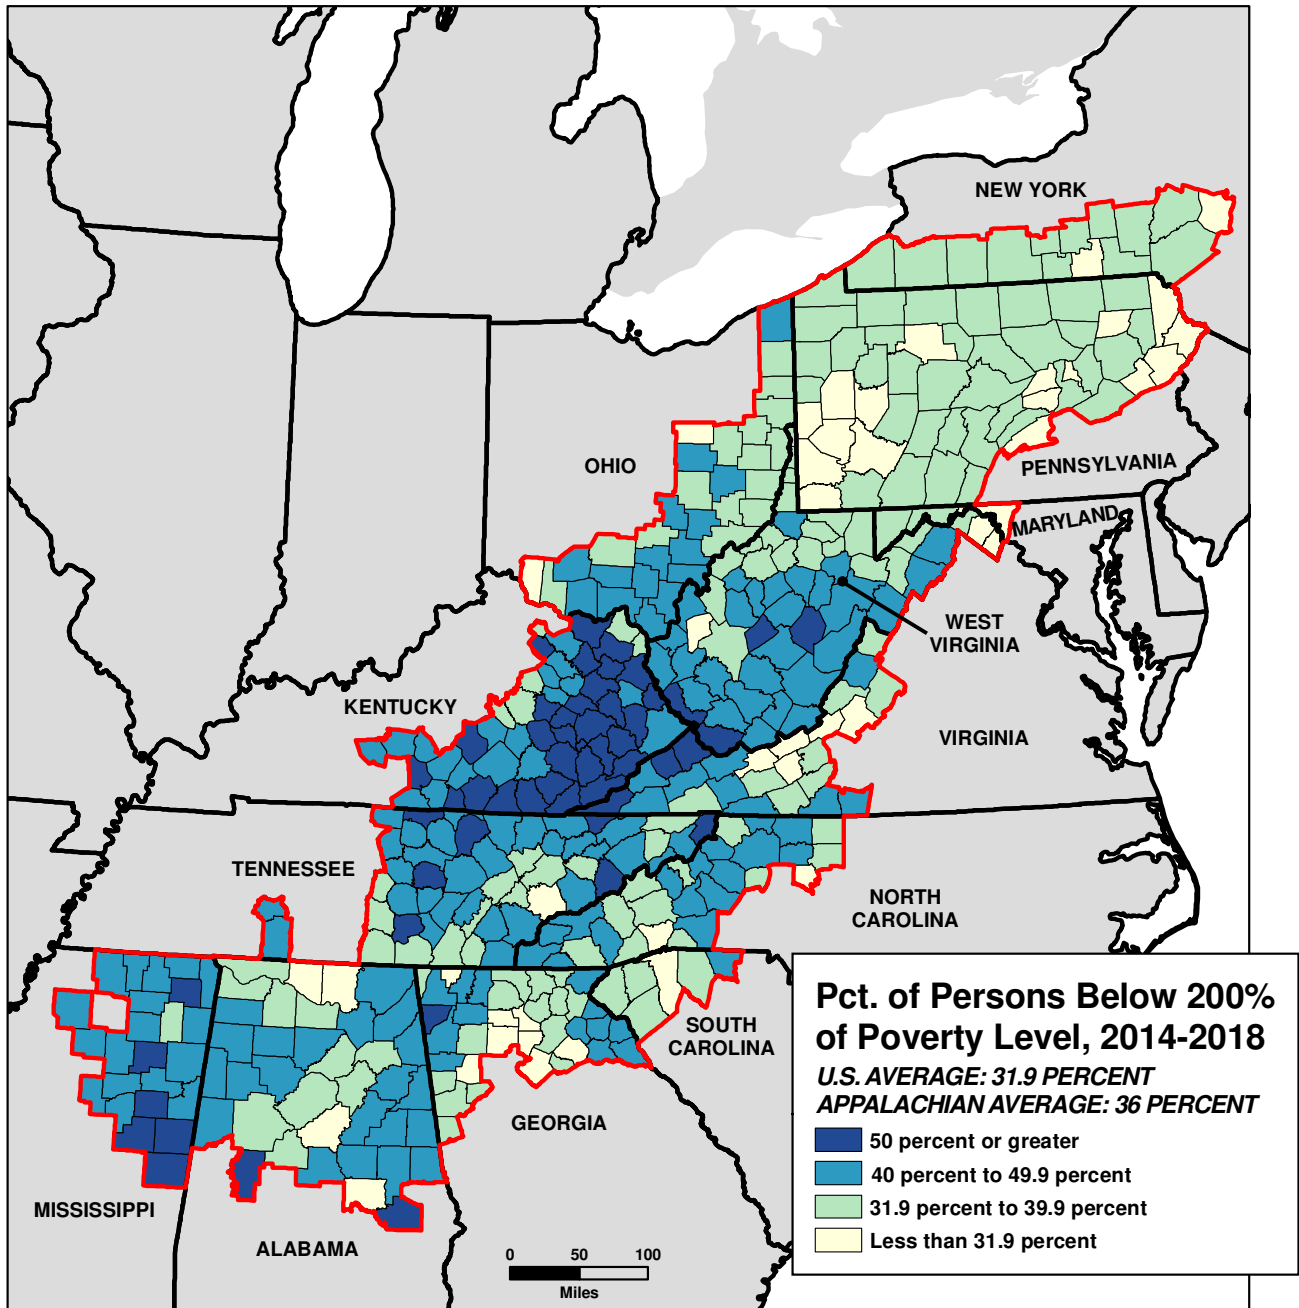 NEW YORK
OHIO
PENNSYLVANIA
MARYLAND
WEST
VIRGINIA
KENTUCKY
VIRGINIA
TENNESSEE
NORTH
CAROLINA
SOUTH
CAROLINA
GEORGIA
MISSISSIPPI
ALABAMA
0 50 100
Miles
Pct. of Persons Below 200%
of Poverty Level, 2014-2018
U.S. AVERAGE: 31.9 PERCENT
APPALACHIAN AVERAGE: 36 PERCENT
50 percent or greater
40 percent to 49.9 percent
31.9 percent to 39.9 percent
Less than 31.9 percent